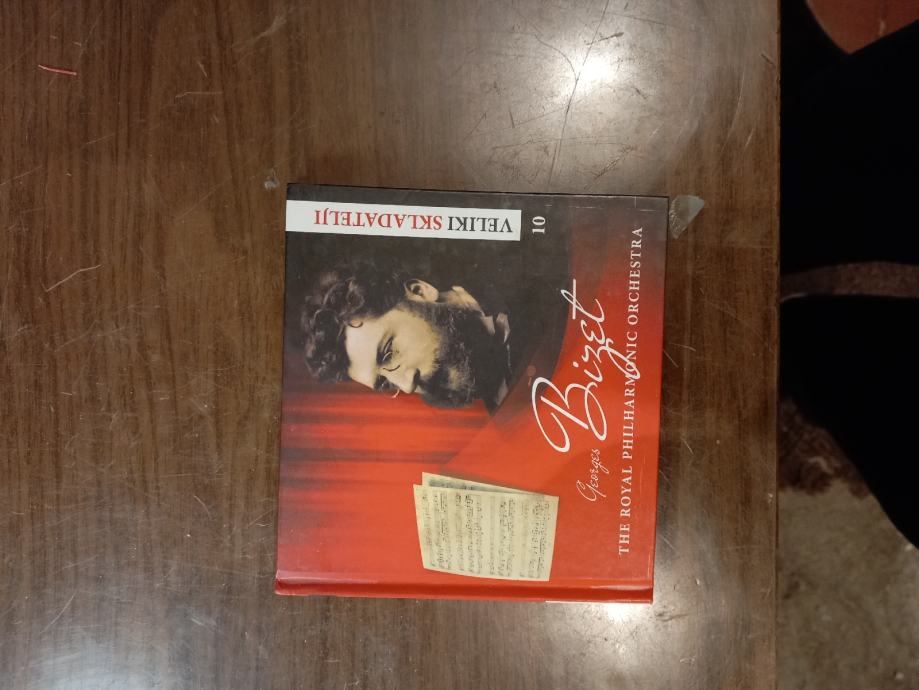 VELIKI SKLADATELJI
10
Georges
Bizet
THE ROYAL PHILHARMONIC ORCHESTRA